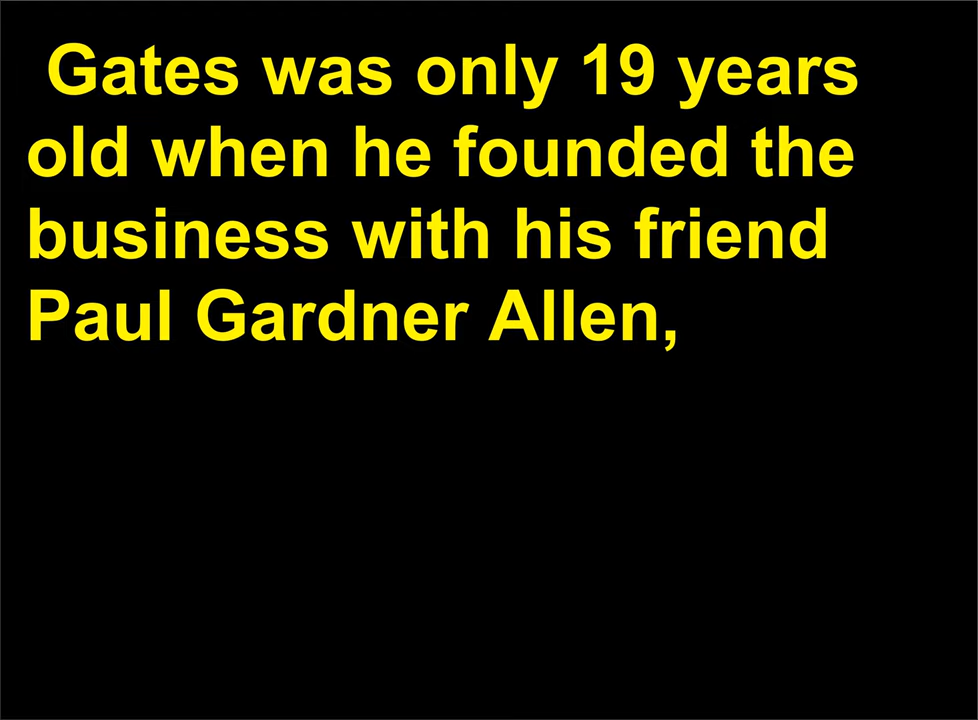 Gates was only 19 years
old when he founded the
business with his friend
Paul Gardner Allen,